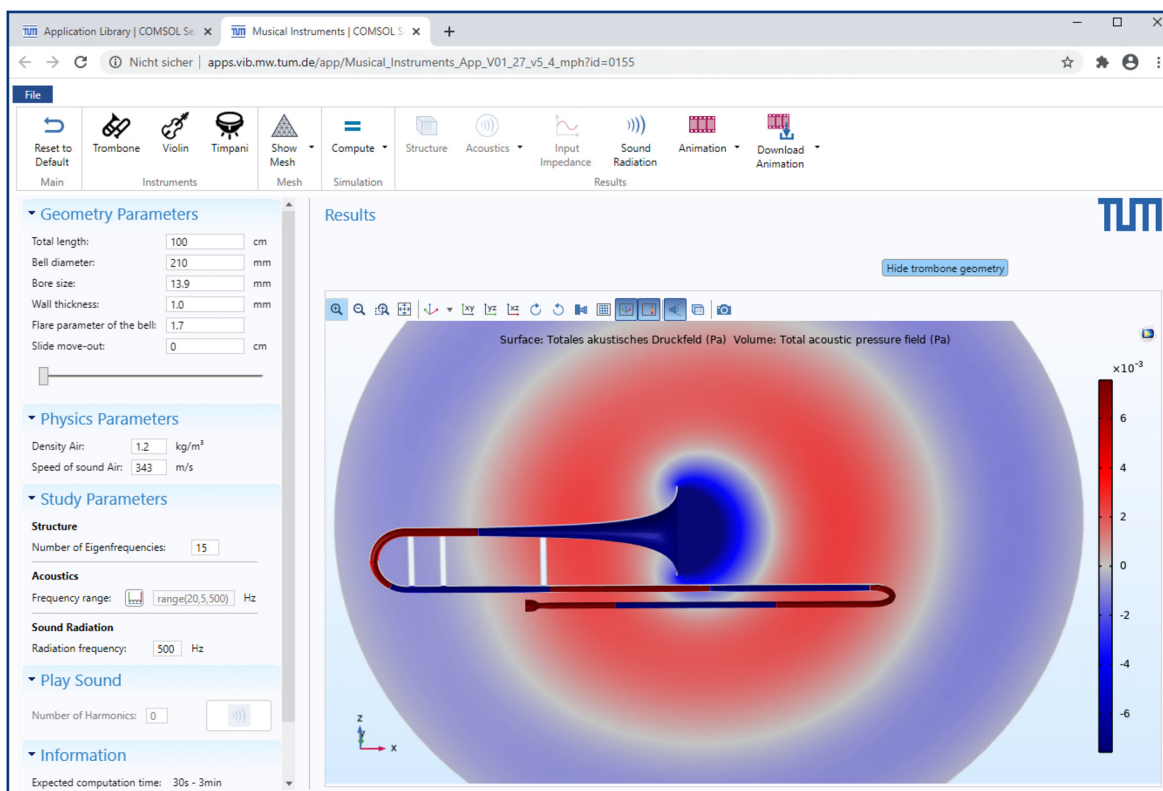 TUM Application Library | COMSOL Se
TUM Musical Instruments | COMSOL S
Nicht sicher | apps.vib.mw.tum.de/app/Musical_Instruments_App_V01_27_v5_4_mph?id=0155
File
Reset to Default
Trombone
Violin
Timpani
Show Mesh
Compute
Structure
Acoustics
Input Impedance
Sound Radiation
Animation
Download Animation
Main
Instruments
Mesh
Simulation
Results
Geometry Parameters
Total length: 100 cm
Bell diameter: 210 mm
Bore size: 13.9 mm
Wall thickness: 1.0 mm
Flare parameter of the bell: 1.7
Slide move-out: 0 cm
Physics Parameters
Density Air: 1.2 kg/m³
Speed of sound Air: 343 m/s
Study Parameters
Structure
Number of Eigenfrequencies: 15
Acoustics
Frequency range: range(20,5,500) Hz
Sound Radiation
Radiation frequency: 500 Hz
Play Sound
Number of Harmonics: 0
Information
Expected computation time: 30s - 3min
Results
TUM
Hide trombone geometry
xy yz xz
Surface: Totales akustisches Druckfeld (Pa) Volume: Total acoustic pressure field (Pa)
×10⁻³
6
4
2
0
-2
-4
-6
z
y
x